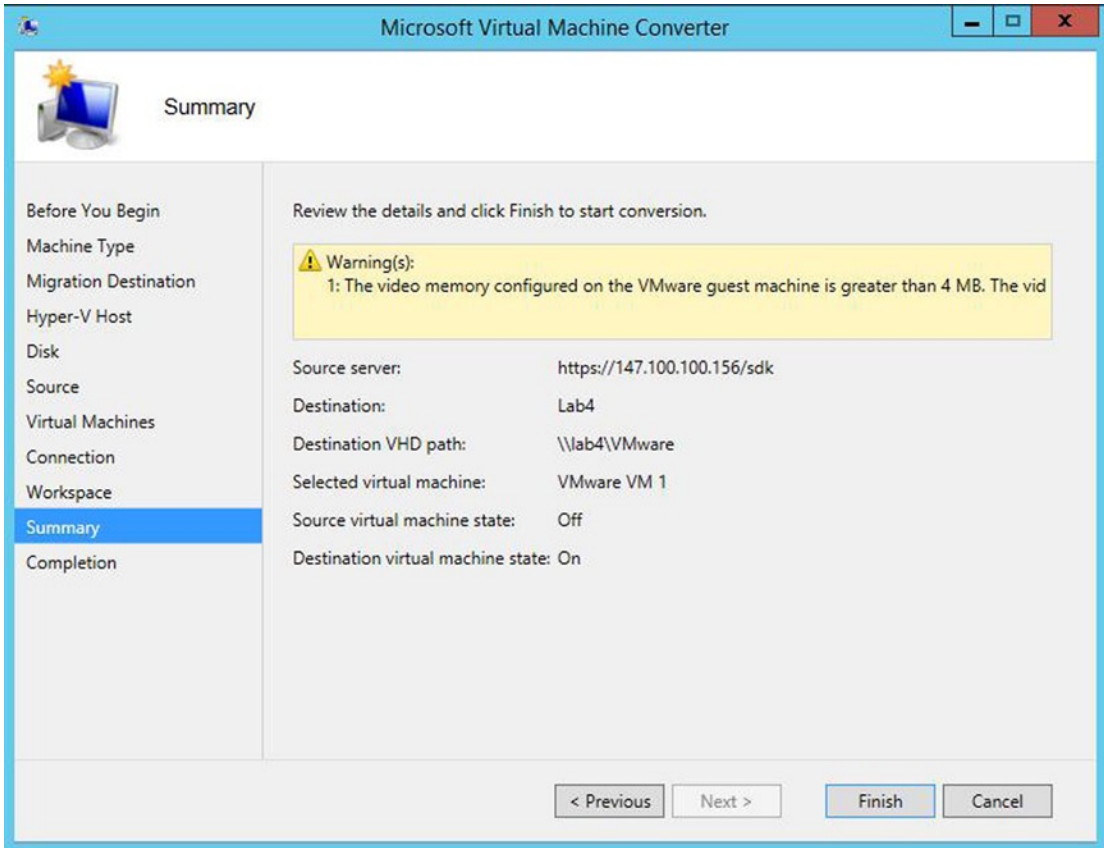 Microsoft Virtual Machine Converter
Summary
Before You Begin
Machine Type
Migration Destination
Hyper-V Host
Disk
Source
Virtual Machines
Connection
Workspace
Summary
Completion
Review the details and click Finish to start conversion.
Warning(s):
1: The video memory configured on the VMware guest machine is greater than 4 MB. The vid
Source server: https://147.100.100.156/sdk
Destination: Lab4
Destination VHD path: \\lab4\VMware
Selected virtual machine: VMware VM 1
Source virtual machine state: Off
Destination virtual machine state: On
< Previous Next > Finish Cancel